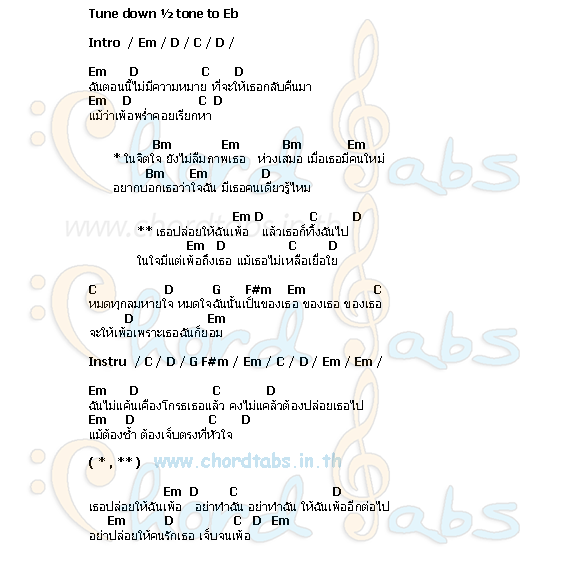 Tune down ½ tone to Eb
Intro / Em / D / C / D /
Em D C D
ฉันตอนนี้ไม่มีความหมาย ที่จะให้เธอกลับคืนมา
Em D C D
แม้ว่าเพ้อพร่ำคอยเรียกหา
Bm Em Bm Em
* ในจิตใจ ยังไม่ลืมภาพเธอ ห่วงเสมอ เมื่อเธอมีคนใหม่
Bm Em D
อยากบอกเธอว่าใจฉัน มีเธอคนเดียวรู้ไหม
www.chordtabs.in.th
Em D C D
** เธอปล่อยให้ฉันเพ้อ แล้วเธอก็ทิ้งฉันไป
Em D C D
ในใจมีแต่เพ้อถึงเธอ แม้เธอไม่เหลือเยื่อใย
C D G F#m Em C
หมดทุกลมหายใจ หมดใจฉันนั้นเป็นของเธอ ของเธอ ของเธอ
D Em
จะให้เพ้อเพราะเธอฉันก็ยอม
Instru / C / D / G F#m / Em / C / D / Em / Em /
Em D C D
ฉันไม่แค้นเคืองโกรธเธอแล้ว คงไม่แคล้วต้องปล่อยเธอไป
Em D C D
แม้ต้องช้ำ ต้องเจ็บตรงที่หัวใจ
( * , ** ) www.chordtabs.in.th
Em D C D
เธอปล่อยให้ฉันเพ้อ อย่าทำฉัน อย่าทำฉัน ให้ฉันเพ้ออีกต่อไป
Em D C D Em
อย่าปล่อยให้คนรักเธอ เจ็บจนเพ้อ